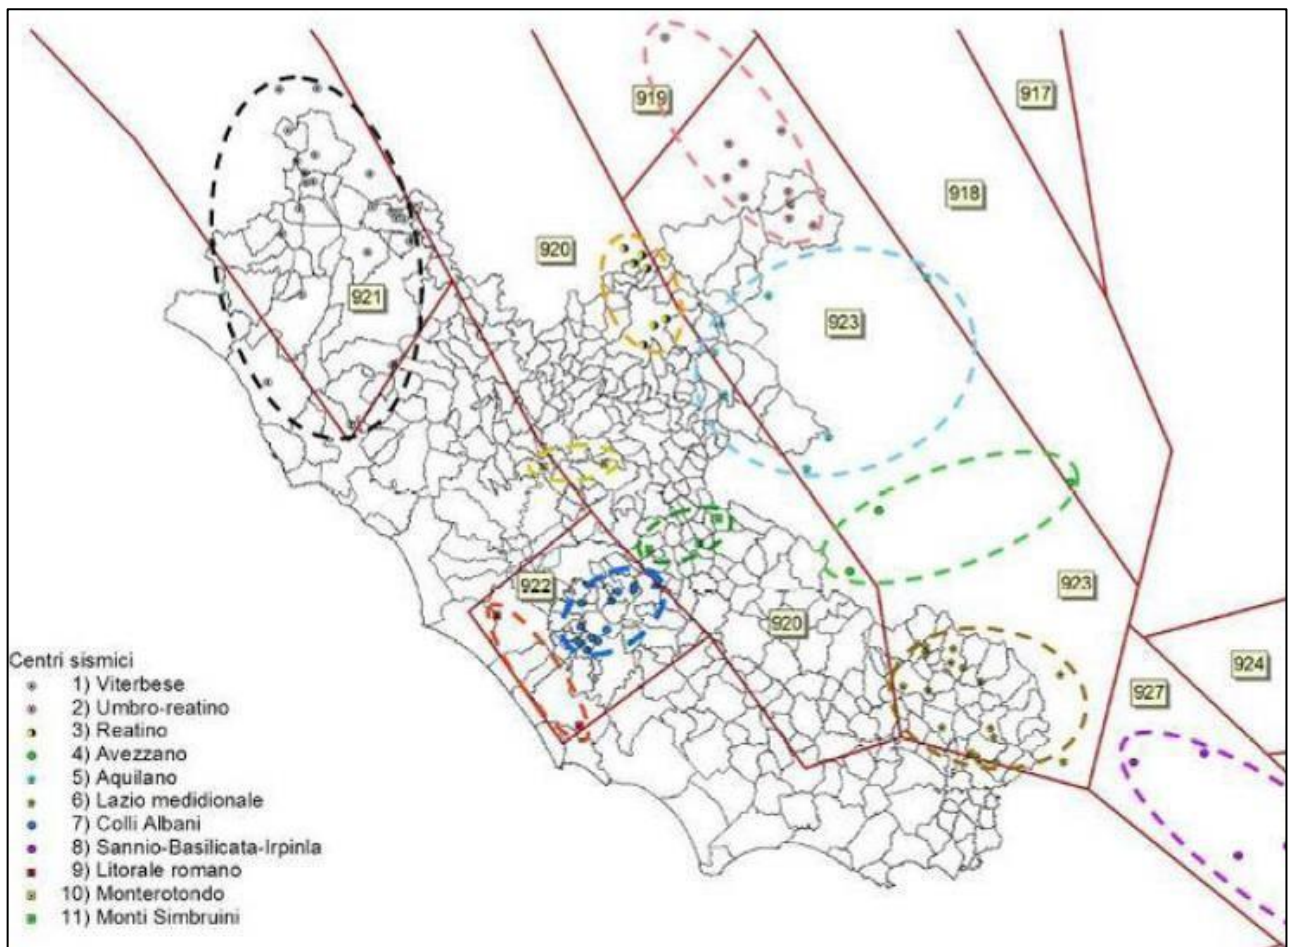 919
917
918
920
921
923
922
923
920
924
927
Centri sismici
1) Viterbese
2) Umbro-reatino
3) Reatino
4) Avezzano
5) Aquilano
6) Lazio medidionale
7) Colli Albani
8) Sannio-Basilicata-Irpinla
9) Litorale romano
10) Monterotondo
11) Monti Simbruini